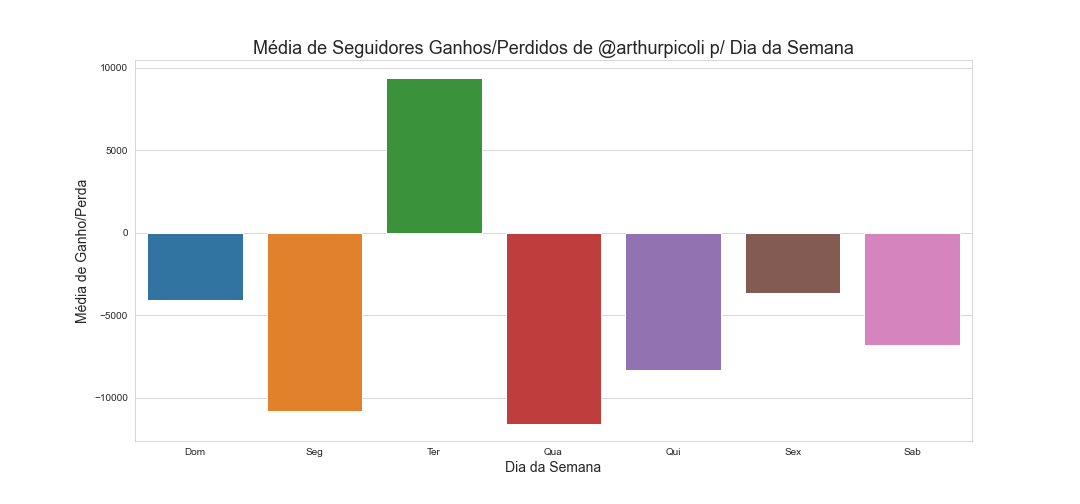 Média de Seguidores Ganhos/Perdidos de @arthurpicoli p/ Dia da Semana
10000
5000
0
−5000
−10000
Média de Ganho/Perda
Dom Seg Ter Qua Qui Sex Sab
Dia da Semana